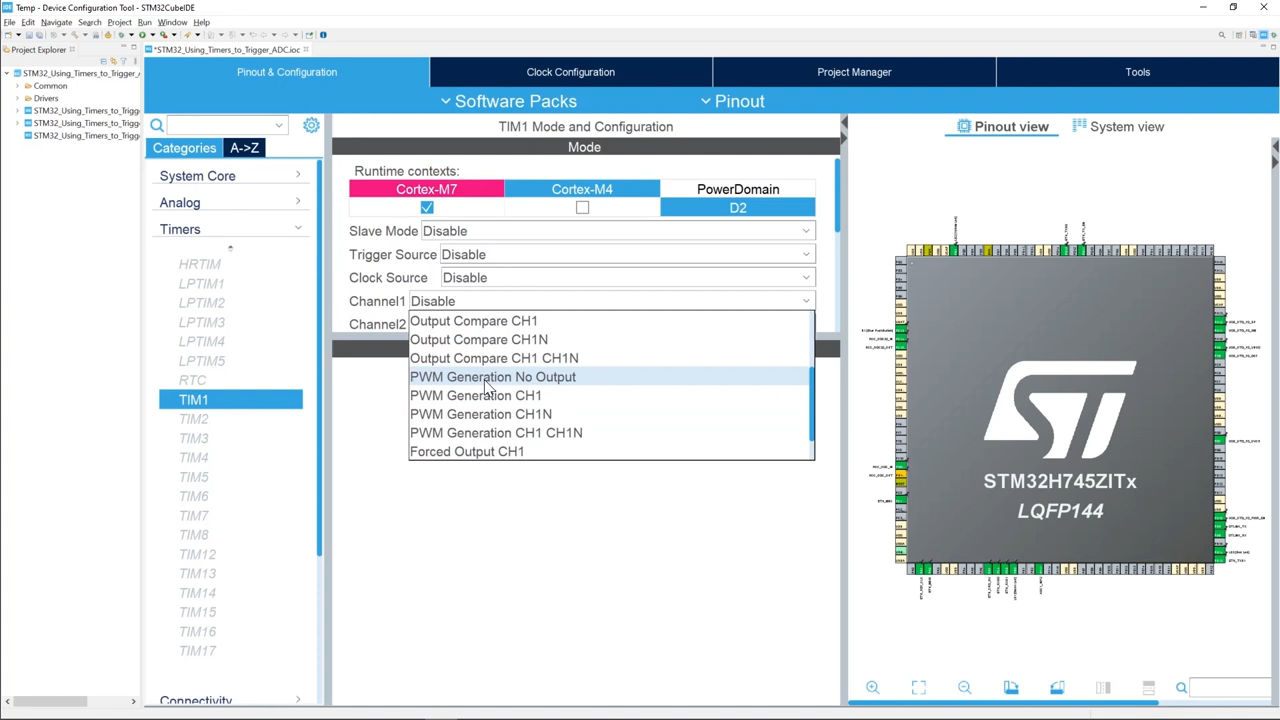 Temp - Device Configuration Tool - STM32CubeIDE
File Edit Navigate Search Project Run Window Help
Project Explorer
*STM32_Using_Timers_to_Trigger_ADC.ioc
STM32_Using_Timers_to_Trigger_A
Common
Drivers
STM32_Using_Timers_to_Trigge
STM32_Using_Timers_to_Trigge
STM32_Using_Timers_to_Trigge
Pinout & Configuration
Clock Configuration
Project Manager
Tools
Software Packs
Pinout
Categories
A->Z
System Core
Analog
Timers
HRTIM
LPTIM1
LPTIM2
LPTIM3
LPTIM4
LPTIM5
RTC
TIM1
TIM2
TIM3
TIM4
TIM5
TIM6
TIM7
TIM8
TIM12
TIM13
TIM14
TIM15
TIM16
TIM17
Connectivity
TIM1 Mode and Configuration
Mode
Runtime contexts:
Cortex-M7 Cortex-M4 PowerDomain
D2
Slave Mode Disable
Trigger Source Disable
Clock Source Disable
Channel1 Disable
Channel2
Output Compare CH1
Output Compare CH1N
Output Compare CH1 CH1N
PWM Generation No Output
PWM Generation CH1
PWM Generation CH1N
PWM Generation CH1 CH1N
Forced Output CH1
Pinout view
System view
STM32H745ZITx
LQFP144